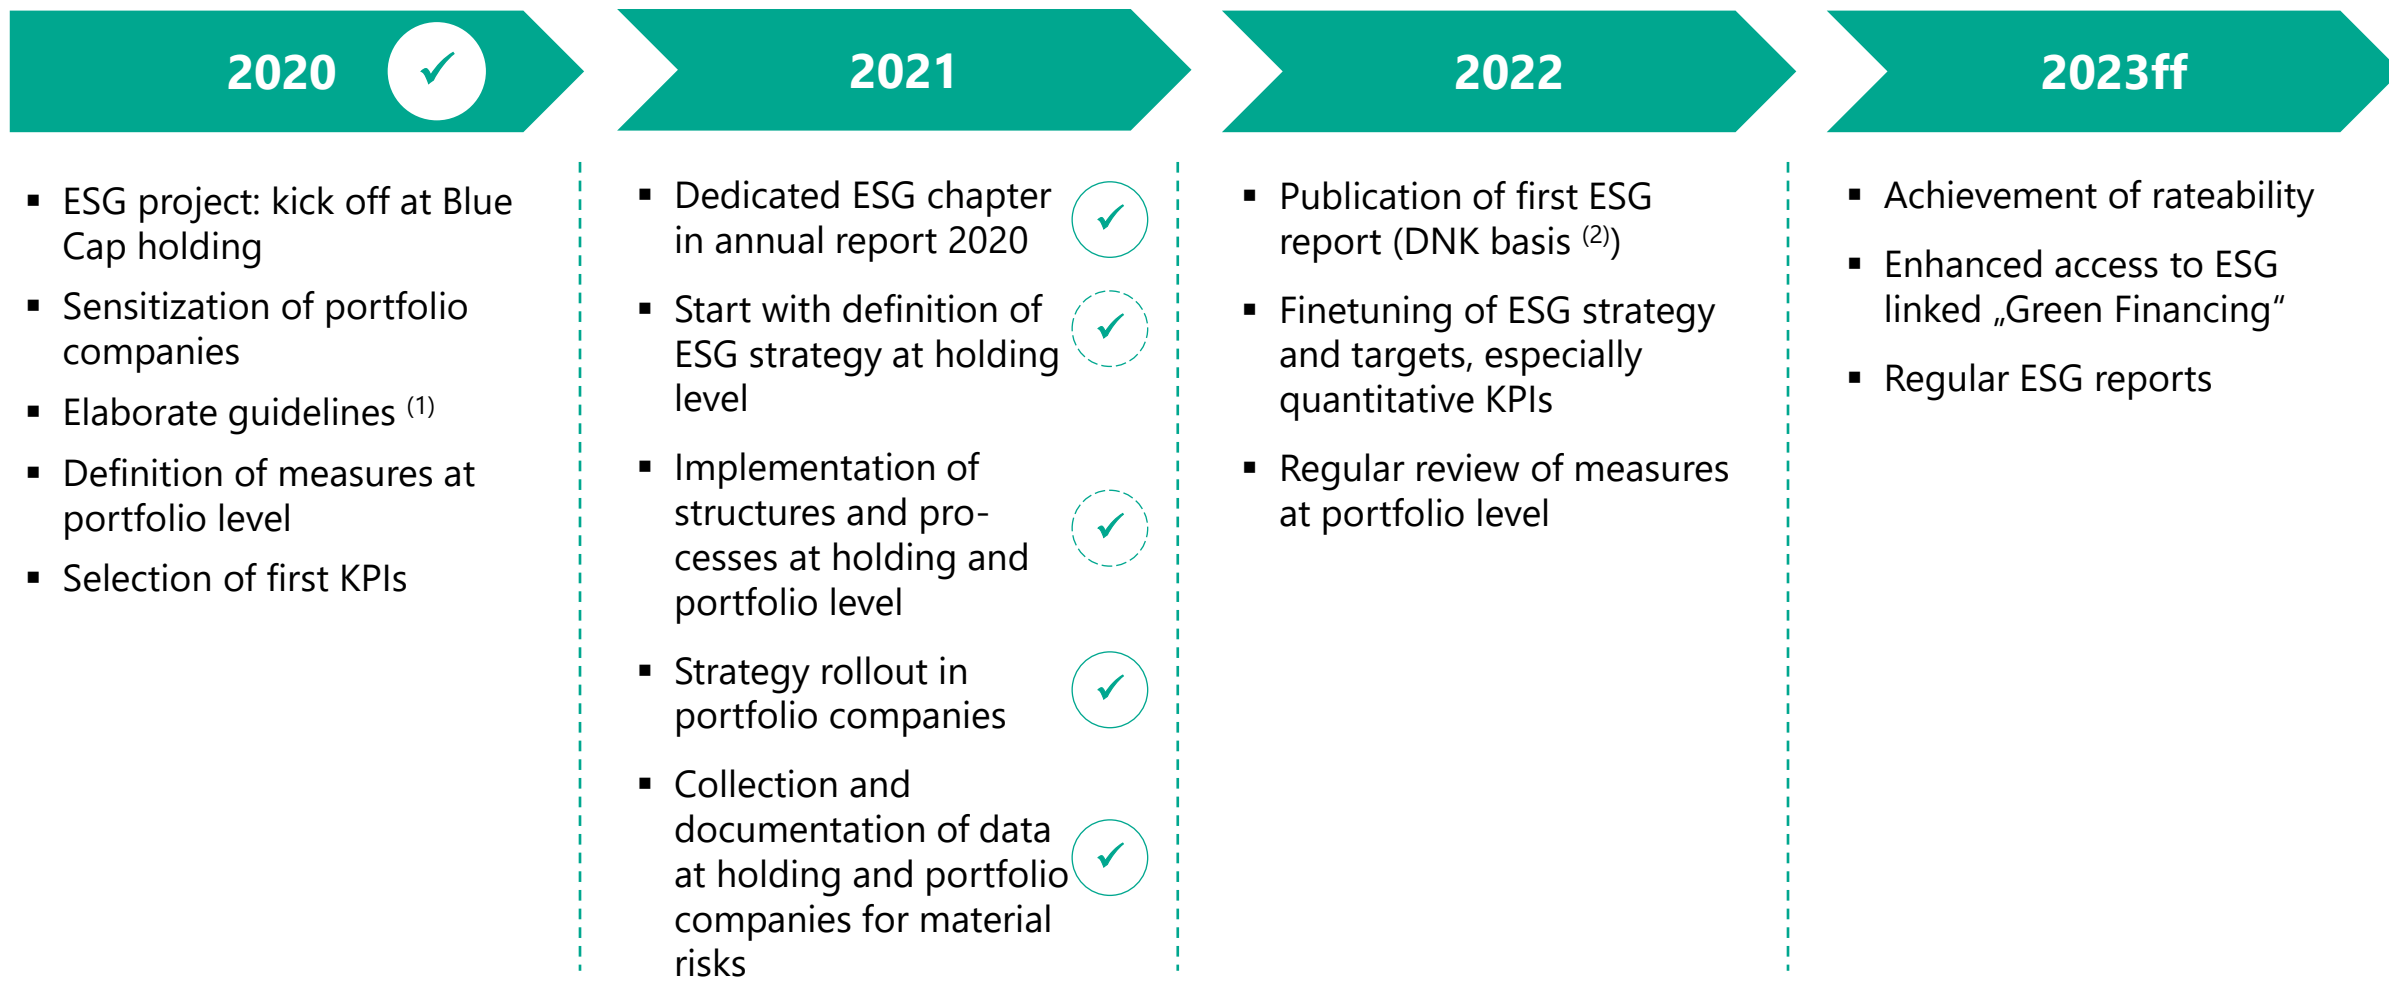 2020
2021
2022
2023ff
▪ ESG project: kick off at Blue
Cap holding
▪ Sensitization of portfolio
companies
▪ Elaborate guidelines (1)
▪ Definition of measures at
portfolio level
▪ Selection of first KPIs
▪ Dedicated ESG chapter
in annual report 2020
▪ Start with definition of
ESG strategy at holding
level
▪ Implementation of
structures and pro-
cesses at holding and
portfolio level
▪ Strategy rollout in
portfolio companies
▪ Collection and
documentation of data
at holding and portfolio
companies for material
risks
▪ Publication of first ESG
report (DNK basis (2))
▪ Finetuning of ESG strategy
and targets, especially
quantitative KPIs
▪ Regular review of measures
at portfolio level
▪ Achievement of rateability
▪ Enhanced access to ESG
linked „Green Financing“
▪ Regular ESG reports